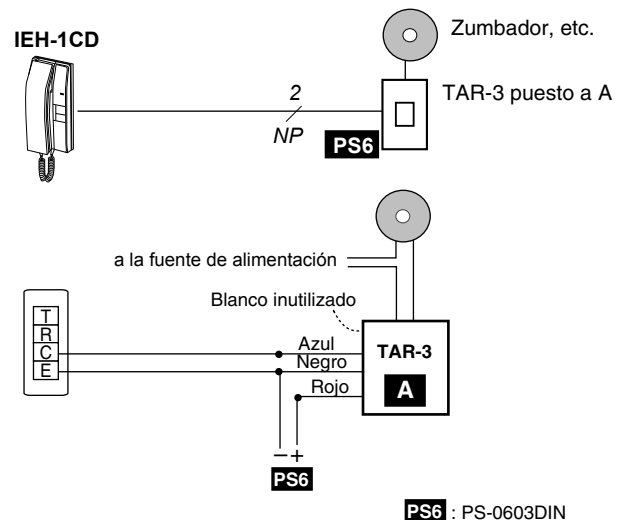 IEH-1CD
Zumbador, etc.
TAR-3 puesto a A
2
NP
PS6
a la fuente de alimentación
Blanco inutilizado
T
R
C
E
Azul
Negro
Rojo
TAR-3
A
–+
PS6
PS6 : PS-0603DIN